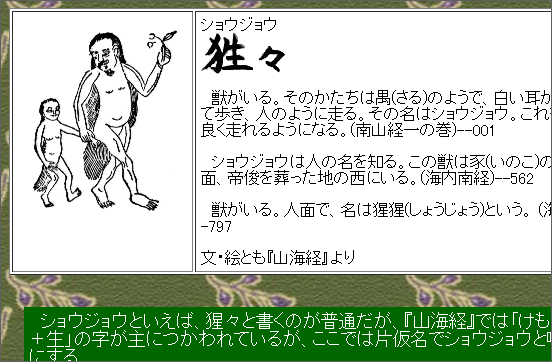 ショウジョウ
狌々
獣がいる。そのかたちは禺(さる)のようで、白い耳か
て歩き、人のように走る。その名はショウジョウ。これ
良く走れるようになる。(南山経一の巻)--001
ショウジョウは人の名を知る。この獣は豕(いのこ)の
面、帝俊を葬った地の西にいる。(海内南経)--562
獣がいる。人面で、名は猩猩(しょうじょう)という。(海
-797
文・絵とも『山海経』より
ショウジョウといえば、猩々と書くのが普通だが、『山海経』では「けも
+生」の字が主につかわれているが、ここでは片仮名でショウジョウと
にする